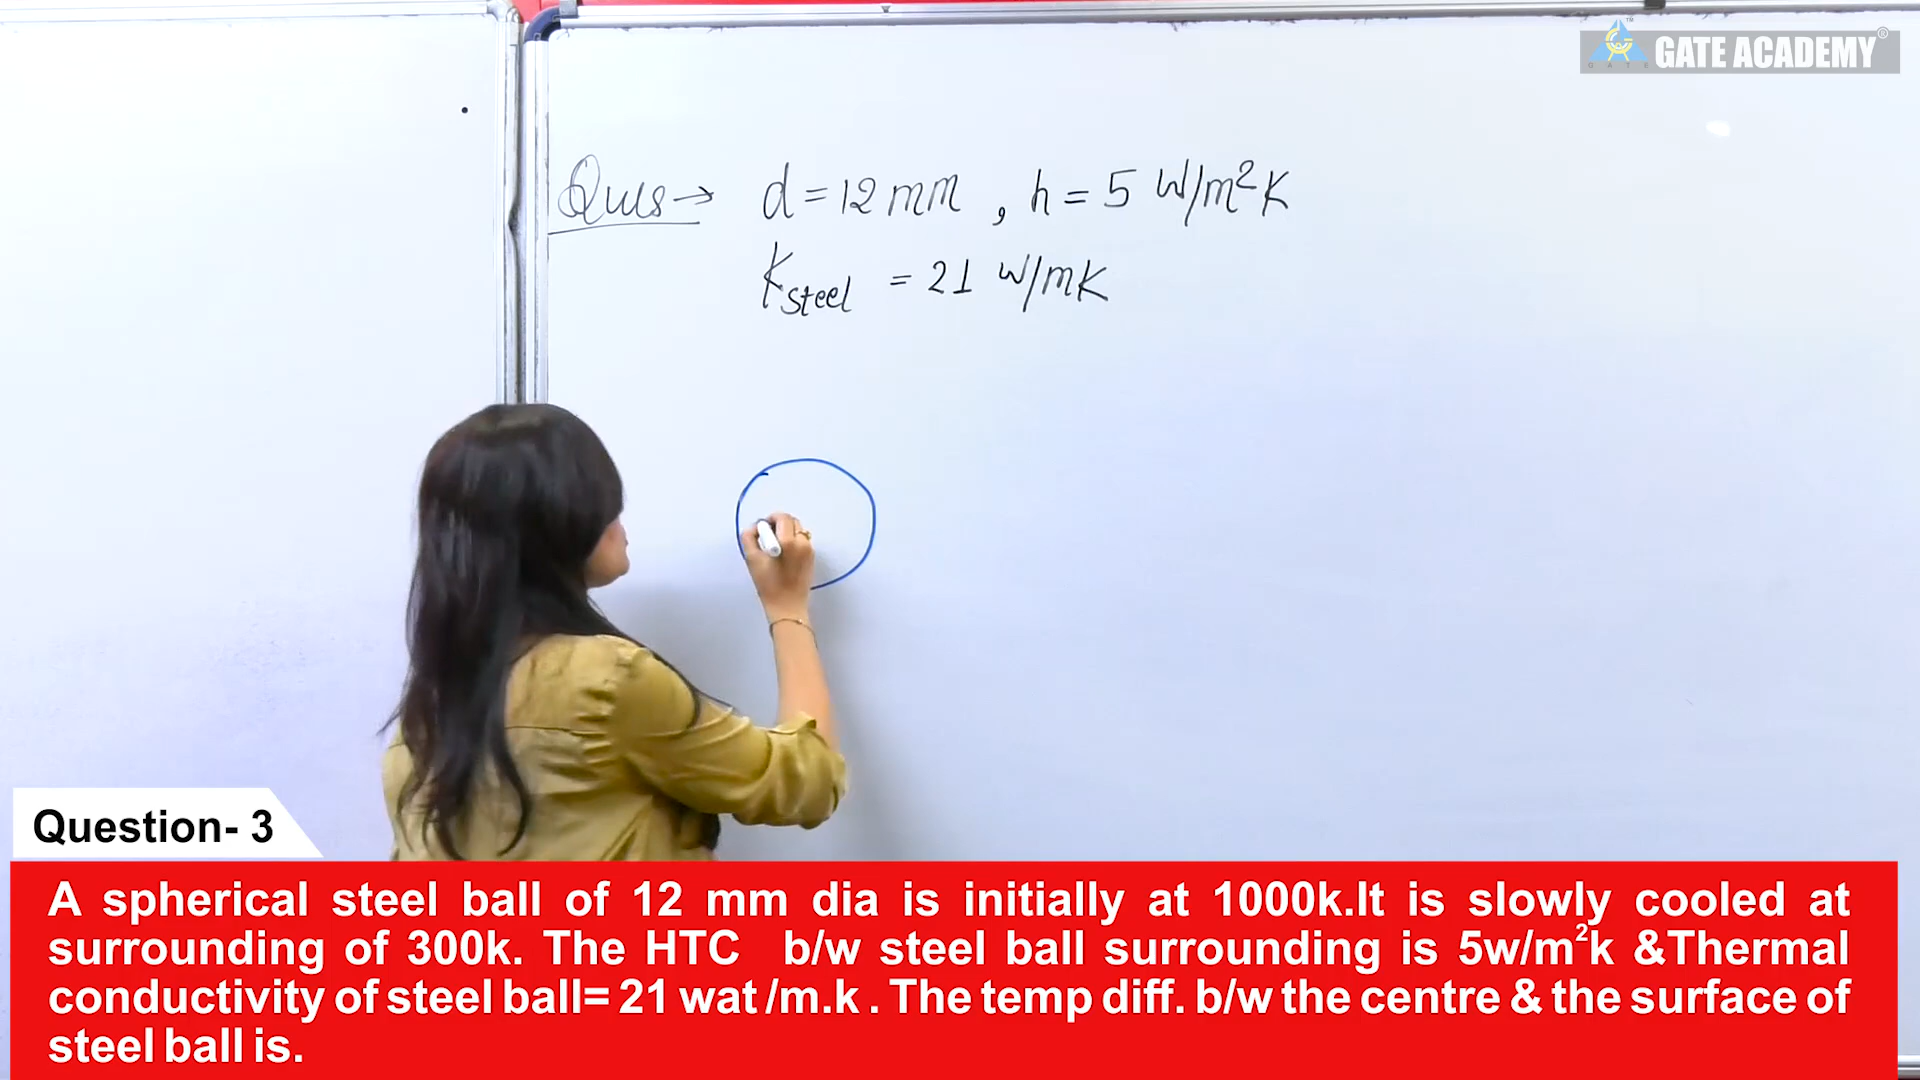 GATE ACADEMY®
Ques → d = 12 mm , h = 5 W/m²K
Ksteel = 21 W/mK
Question- 3
A spherical steel ball of 12 mm dia is initially at 1000k.It is slowly cooled at
surrounding of 300k. The HTC b/w steel ball surrounding is 5w/m²k &Thermal
conductivity of steel ball= 21 wat /m.k . The temp diff. b/w the centre & the surface of
steel ball is.